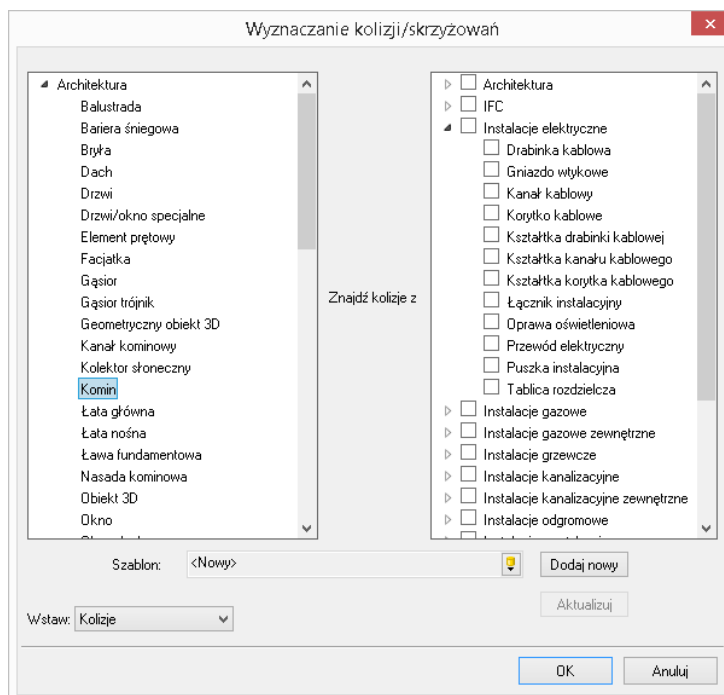 Wyznaczanie kolizji/skrzyżowań
Architektura
Balustrada
Bariera śniegowa
Bryła
Dach
Drzwi
Drzwi/okno specjalne
Element prętowy
Facjatka
Gąsior
Gąsior trójnik
Geometryczny obiekt 3D
Kanał kominowy
Kolektor słoneczny
Komin
Łata główna
Łata nośna
Ława fundamentowa
Nasada kominowa
Obiekt 3D
Okno
Znajdź kolizje z
Architektura
IFC
Instalacje elektryczne
Drabinka kablowa
Gniazdo wtykowe
Kanał kablowy
Korytko kablowe
Kształtka drabinki kablowej
Kształtka kanału kablowego
Kształtka korytka kablowego
Łącznik instalacyjny
Oprawa oświetleniowa
Przewód elektryczny
Puszka instalacyjna
Tablica rozdzielcza
Instalacje gazowe
Instalacje gazowe zewnętrzne
Instalacje grzewcze
Instalacje kanalizacyjne
Instalacje kanalizacyjne zewnętrzne
Instalacje odgromowe
Szablon: <Nowy>
Dodaj nowy
Aktualizuj
Wstaw: Kolizje
OK Anuluj